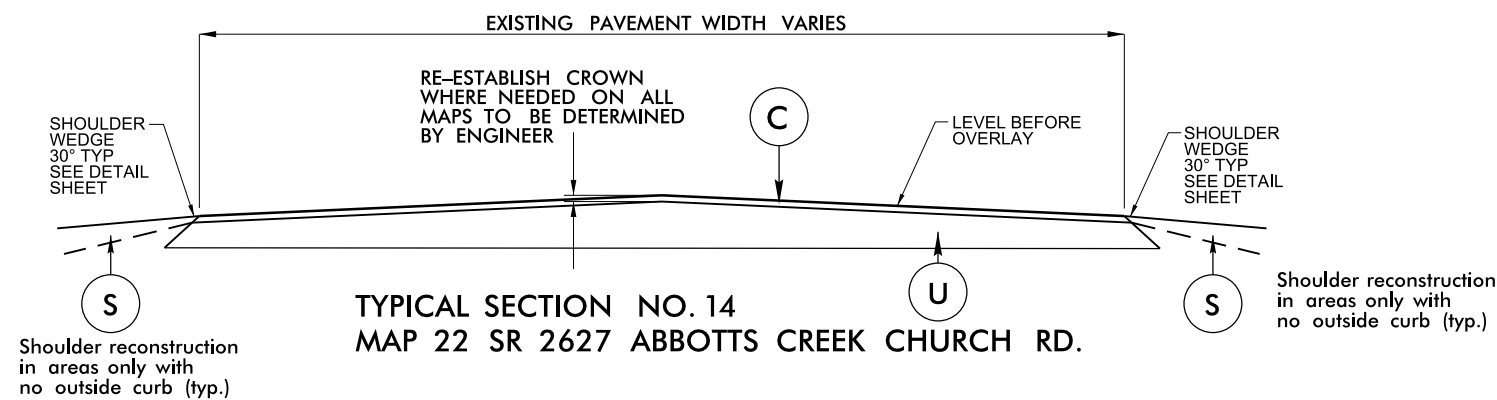 EXISTING PAVEMENT WIDTH VARIES
RE-ESTABLISH CROWN
WHERE NEEDED ON ALL
MAPS TO BE DETERMINED
BY ENGINEER
C
SHOULDER
WEDGE
30° TYP
SEE DETAIL
SHEET
LEVEL BEFORE
OVERLAY
SHOULDER
WEDGE
30° TYP
SEE DETAIL
SHEET
S
Shoulder reconstruction
in areas only with
no outside curb (typ.)
U
S
Shoulder reconstruction
in areas only with
no outside curb (typ.)
TYPICAL SECTION NO. 14
MAP 22 SR 2627 ABBOTTS CREEK CHURCH RD.